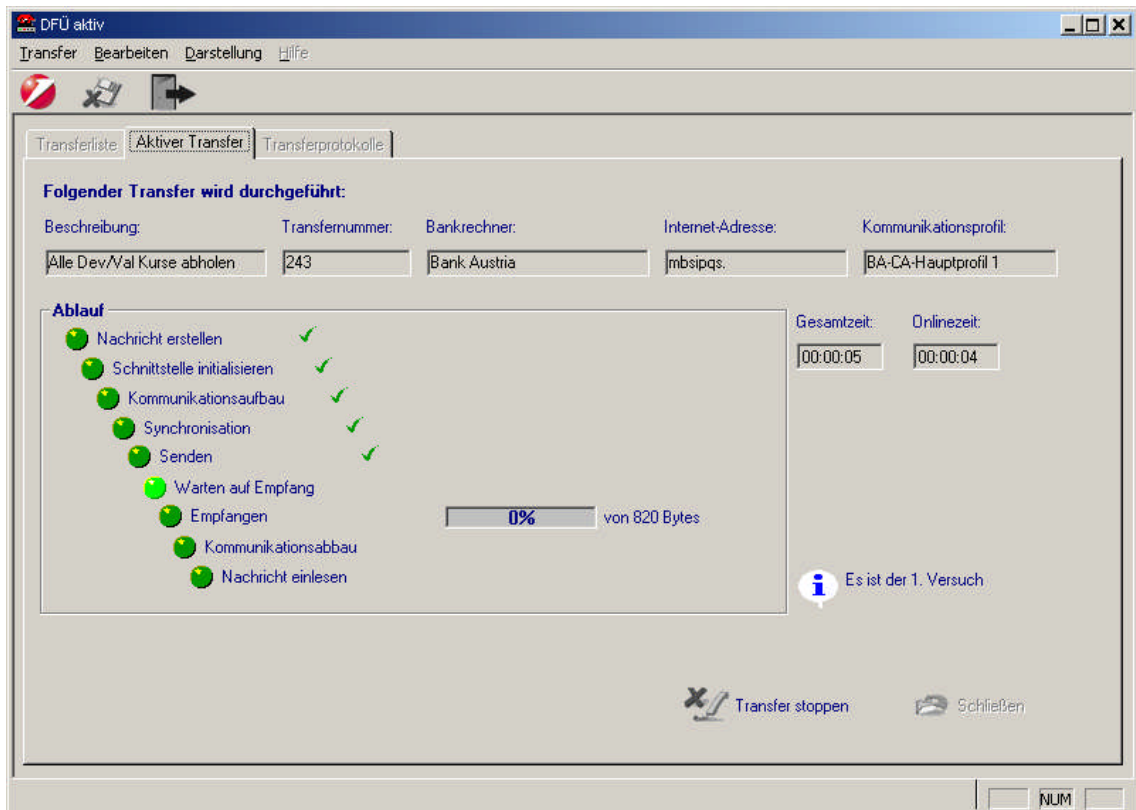 DFÜ aktiv
Transfer Bearbeiten Darstellung Hilfe
Transferliste Aktiver Transfer Transferprotokolle
Folgender Transfer wird durchgeführt:
Beschreibung: Transfernummer: Bankrechner: Internet-Adresse: Kommunikationsprofil:
Alle Dev/Val Kurse abholen 243 Bank Austria mbsipqs. BA-CA-Hauptprofil 1
Ablauf
Gesamtzeit: Onlinezeit:
Nachricht erstellen
00:00:05 00:00:04
Schnittstelle initialisieren
Kommunikationsaufbau
Synchronisation
Senden
Warten auf Empfang
Empfangen 0% von 820 Bytes
Kommunikationsabbau
Nachricht einlesen
Es ist der 1. Versuch
Transfer stoppen Schließen
NUM